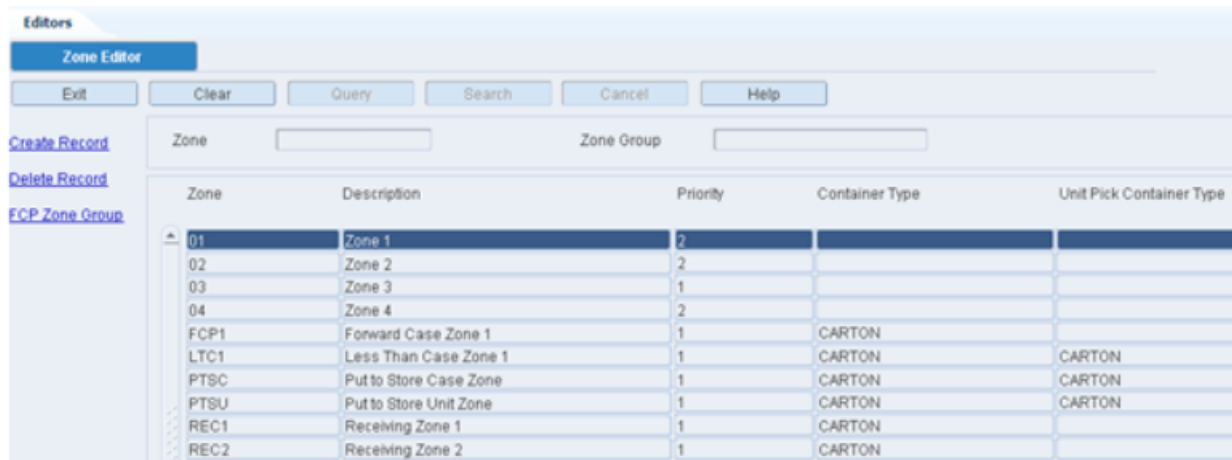 Editors
Zone Editor
Exit Clear Query Search Cancel Help
Create Record Zone Zone Group
Delete Record
FCP Zone Group
Zone Description Priority Container Type Unit Pick Container Type
01 Zone 1 2
02 Zone 2 2
03 Zone 3 1
04 Zone 4 2
FCP1 Forward Case Zone 1 1 CARTON
LTC1 Less Than Case Zone 1 1 CARTON CARTON
PTSC Put to Store Case Zone 1 CARTON CARTON
PTSU Put to Store Unit Zone 1 CARTON CARTON
REC1 Receiving Zone 1 1 CARTON
REC2 Receiving Zone 2 1 CARTON